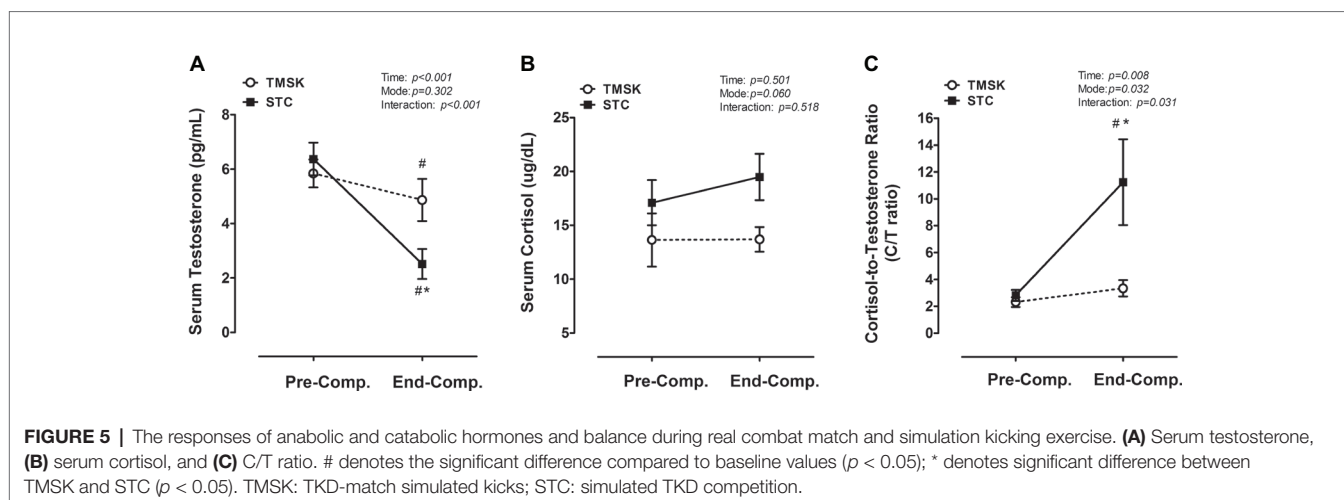 A
TMSK
STC
Time: p<0.001
Mode:p=0.302
Interaction: p<0.001
Serum Testosterone (pg/mL)
8
6
4
2
0
#
#*
Pre-Comp.
End-Comp.
B
TMSK
STC
Time: p=0.501
Mode:p=0.060
Interaction: p=0.518
Serum Cortisol (ug/dL)
25
20
15
10
5
Pre-Comp.
End-Comp.
C
TMSK
STC
Time: p=0.008
Mode:p=0.032
Interaction: p=0.031
Cortisol-to-Testosterone Ratio
(C/T ratio)
16
14
12
10
8
6
4
2
0
# *
Pre-Comp.
End-Comp.
FIGURE 5 | The responses of anabolic and catabolic hormones and balance during real combat match and simulation kicking exercise. (A) Serum testosterone,
(B) serum cortisol, and (C) C/T ratio. # denotes the significant difference compared to baseline values (p < 0.05); * denotes significant difference between
TMSK and STC (p < 0.05). TMSK: TKD-match simulated kicks; STC: simulated TKD competition.